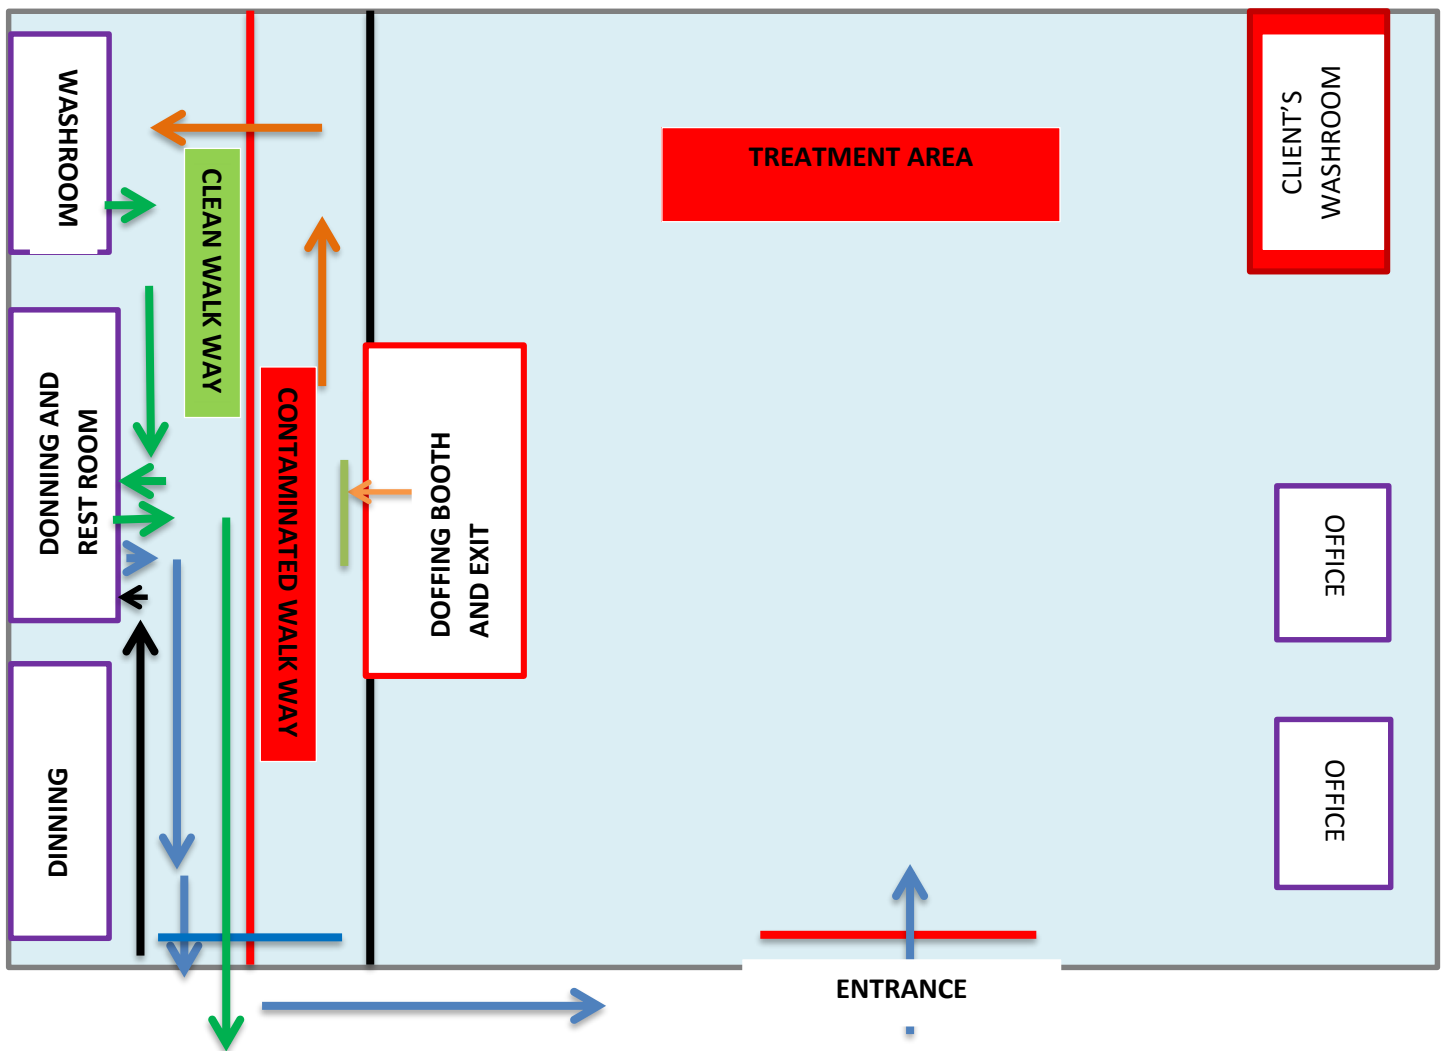 WASHROOM
CLEAN WALK WAY
TREATMENT AREA
CLIENT'S
WASHROOM
DONNING AND
REST ROOM
CONTAMINATED WALK WAY
DOFFING BOOTH
AND EXIT
OFFICE
DINNING
OFFICE
ENTRANCE